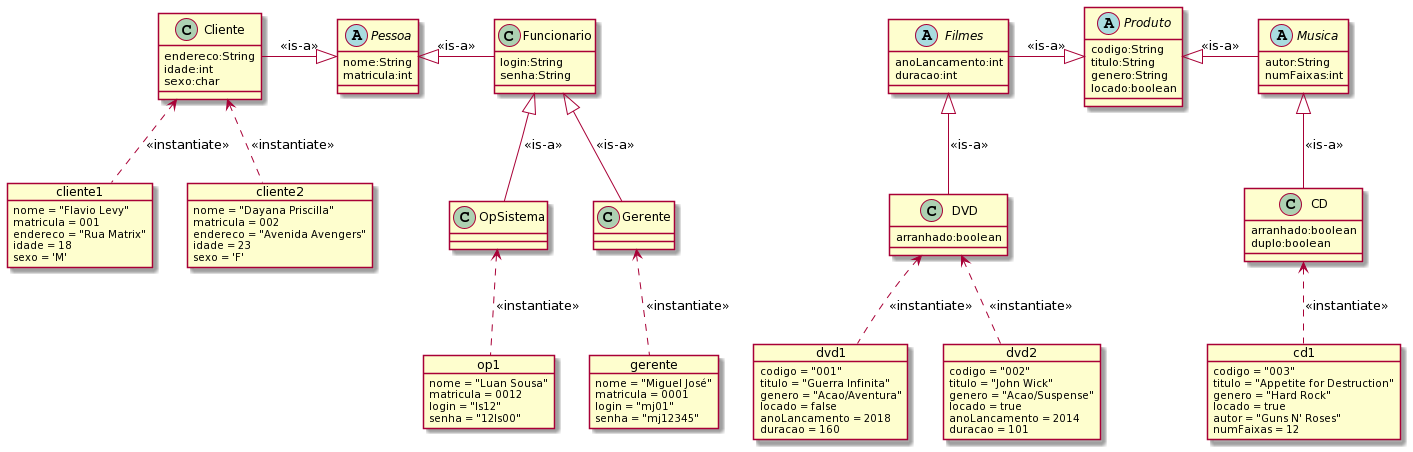 C Cliente
endereco:String
idade:int
sexo:char
«is-a»
A Pessoa
nome:String
matricula:int
«is-a»
C Funcionario
login:String
senha:String
A Filmes
anoLancamento:int
duracao:int
«is-a»
A Produto
codigo:String
titulo:String
genero:String
locado:boolean
«is-a»
A Musica
autor:String
numFaixas:int
«instantiate»
«instantiate»
«is-a»
«is-a»
«is-a»
«is-a»
cliente1
nome = "Flavio Levy"
matricula = 001
endereco = "Rua Matrix"
idade = 18
sexo = 'M'
cliente2
nome = "Dayana Priscilla"
matricula = 002
endereco = "Avenida Avengers"
idade = 23
sexo = 'F'
C OpSistema
C Gerente
C DVD
arranhado:boolean
C CD
arranhado:boolean
duplo:boolean
«instantiate»
«instantiate»
«instantiate»
«instantiate»
«instantiate»
op1
nome = "Luan Sousa"
matricula = 0012
login = "ls12"
senha = "12ls00"
gerente
nome = "Miguel José"
matricula = 0001
login = "mj01"
senha = "mj12345"
dvd1
codigo = "001"
titulo = "Guerra Infinita"
genero = "Acao/Aventura"
locado = false
anoLancamento = 2018
duracao = 160
dvd2
codigo = "002"
titulo = "John Wick"
genero = "Acao/Suspense"
locado = true
anoLancamento = 2014
duracao = 101
cd1
codigo = "003"
titulo = "Appetite for Destruction"
genero = "Hard Rock"
locado = true
autor = "Guns N' Roses"
numFaixas = 12